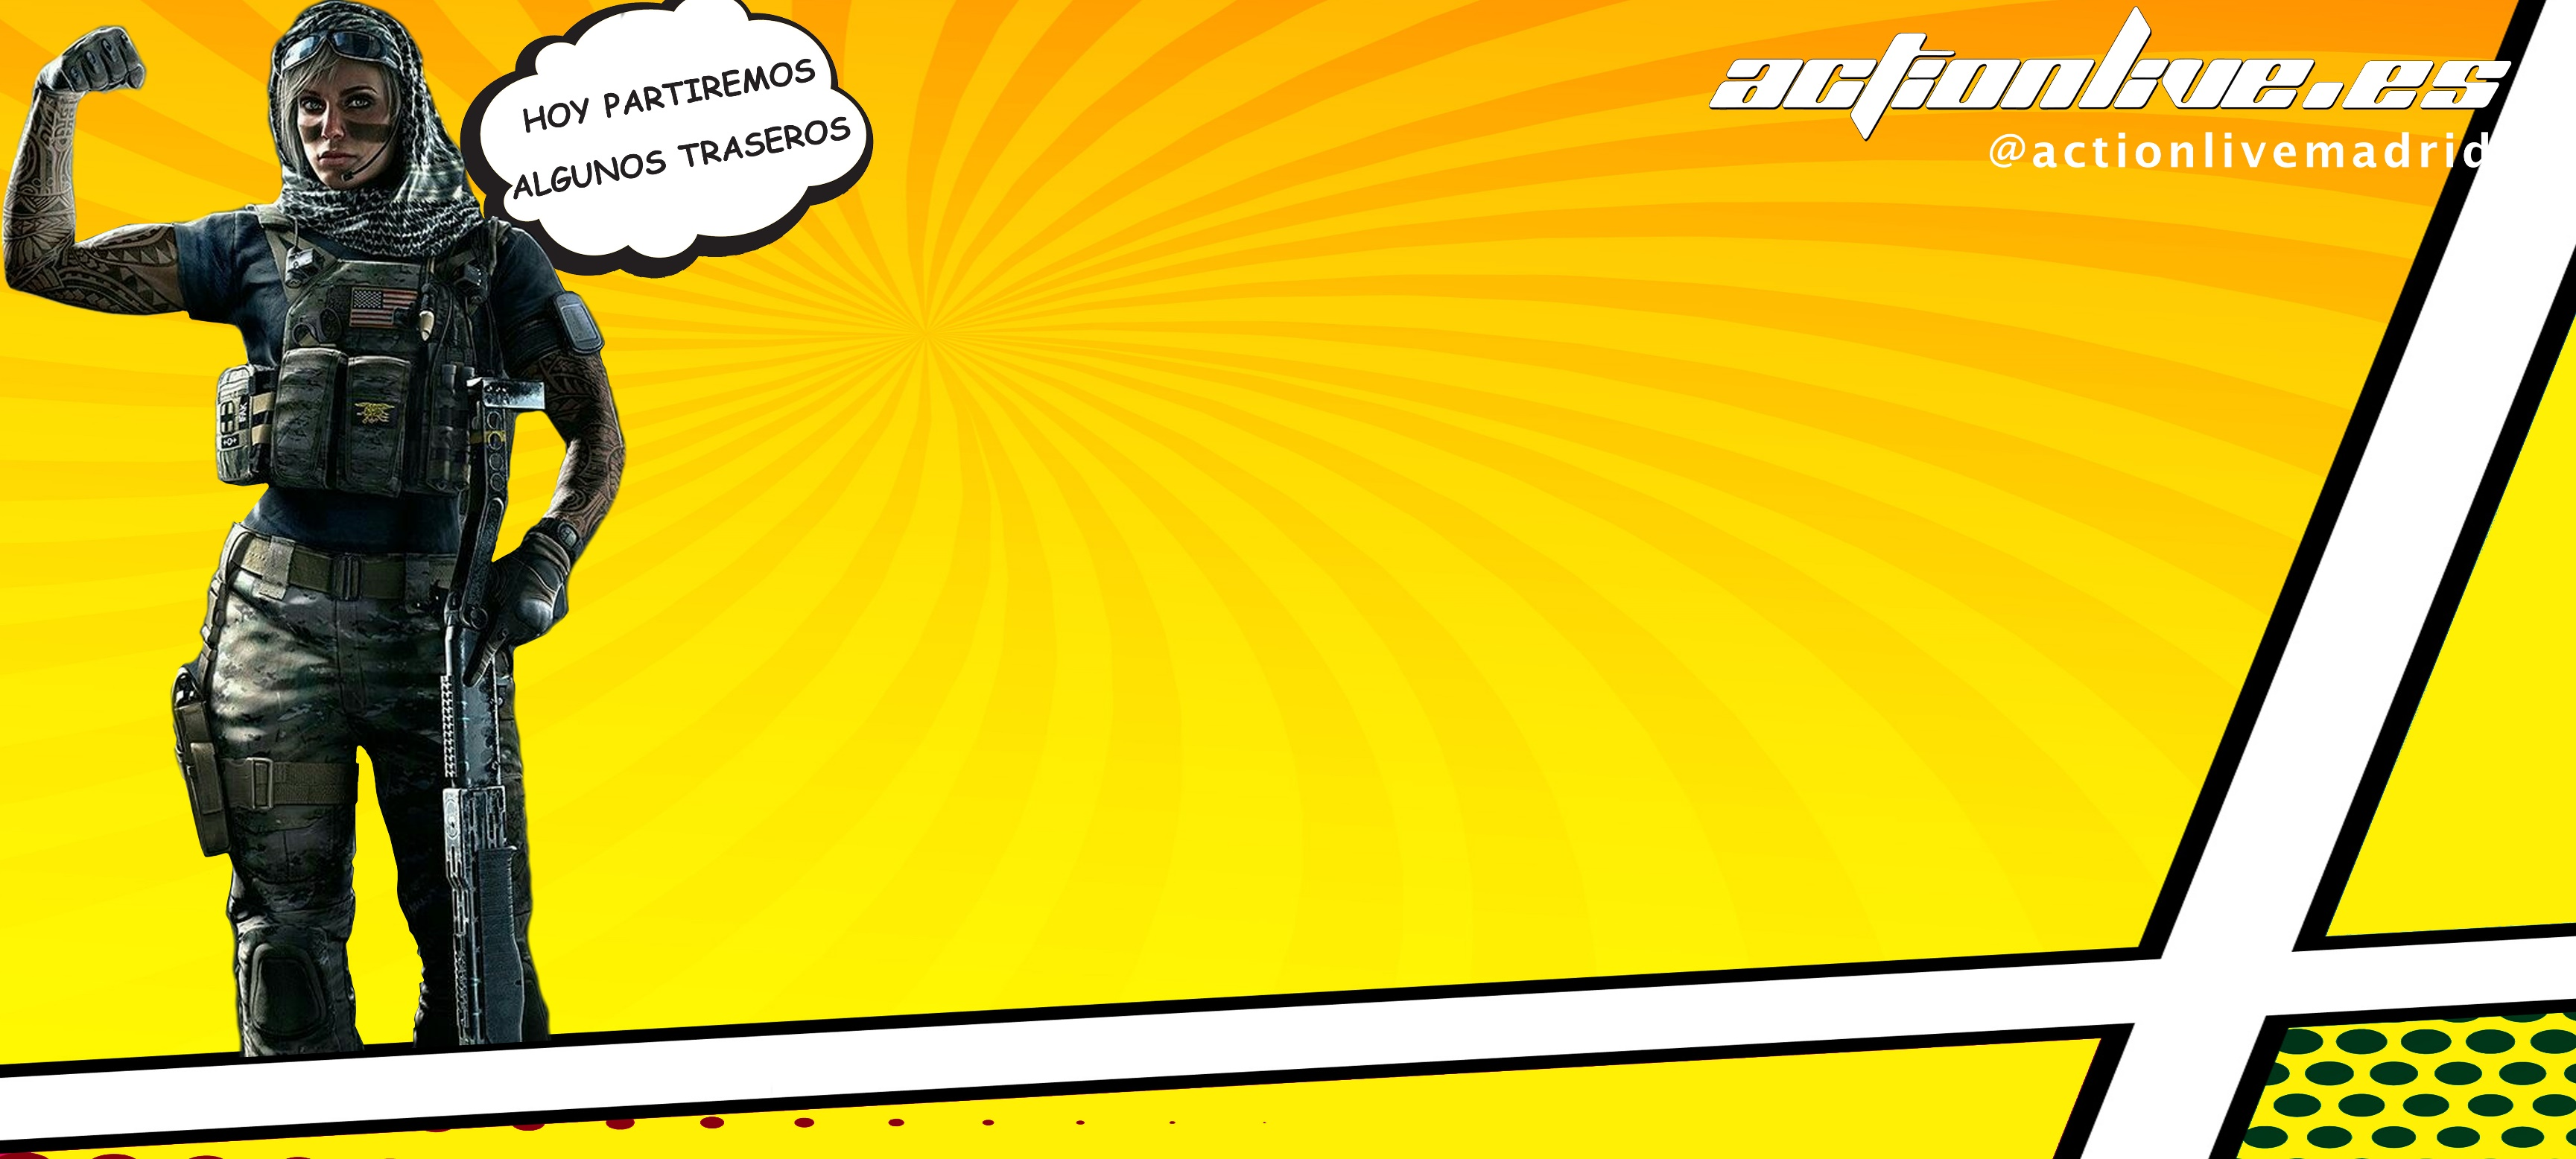 HOY PARTIREMOS
ALGUNOS TRASEROS
actionlive.es
@actionlivemadrid